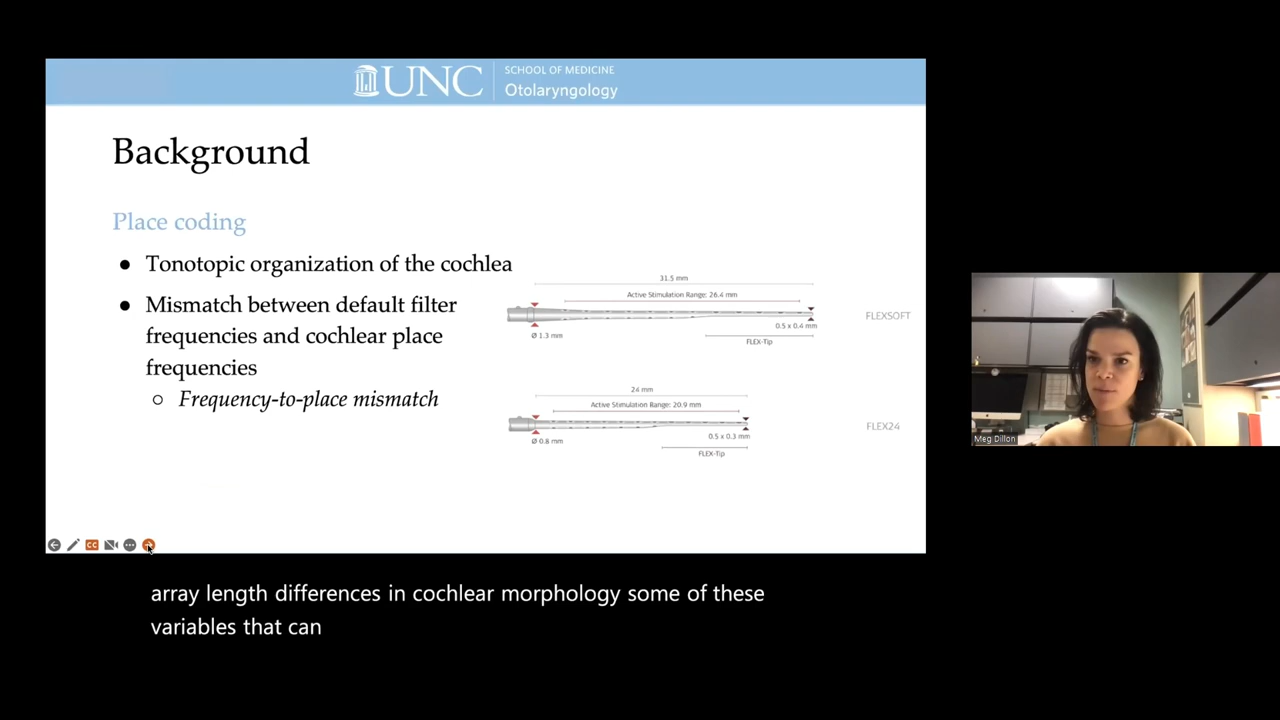 UNC
SCHOOL OF MEDICINE
Otolaryngology
Background
Place coding
● Tonotopic organization of the cochlea
● Mismatch between default filter
frequencies and cochlear place
frequencies
○ Frequency-to-place mismatch
31.5 mm
Active Stimulation Range: 26.4 mm
0.5 x 0.4 mm
Ø 1.3 mm
FLEX-Tip
FLEXSOFT
24 mm
Active Stimulation Range: 20.9 mm
0.5 x 0.3 mm
Ø 0.8 mm
FLEX-Tip
FLEX24
CC
Meg Dillon
array length differences in cochlear morphology some of these
variables that can